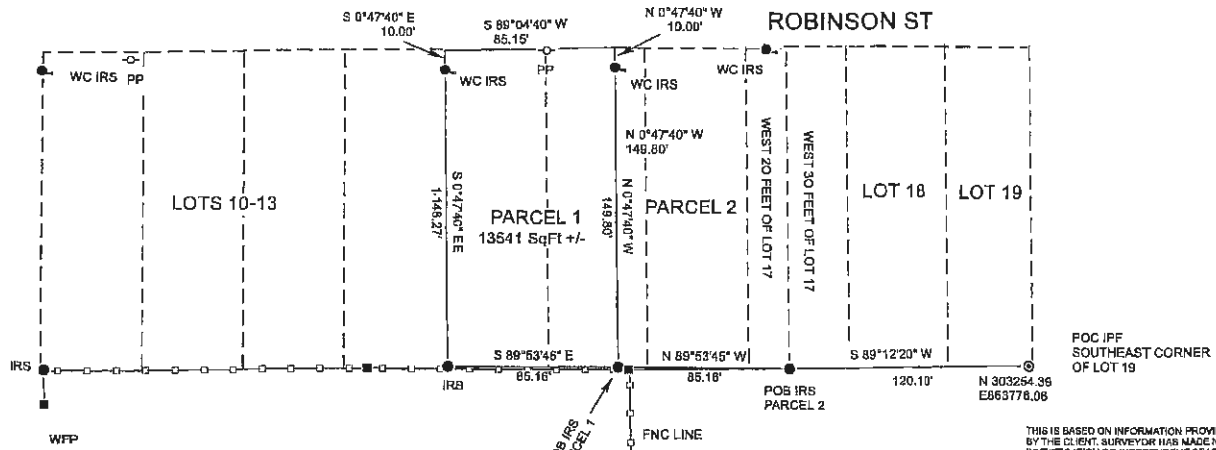 S 0°47'40" E
10.00'
S 89°04'40" W
85.15'
N 0°47'40" W
10.00'
ROBINSON ST
WC IRS
PP
WC IRS
PP
WC IRS
WC IRS
LOTS 10-13
S 0°47'40" EE
1-148.27'
PARCEL 1
13541 SqFt +/-
N 0°47'40" W
149.80'
N 0°47'40" W
149.80'
PARCEL 2
WEST 20 FEET OF LOT 17
WEST 30 FEET OF LOT 17
LOT 18
LOT 19
IRS
WFP
IRS
S 89°53'45" E
85.16'
IRS
FNC LINE
N 89°53'45" W
85.16'
POB IRS
PARCEL 2
S 89°12'20" W
120.10'
N 303254.36
E863776.06
POC IPF
SOUTHEAST CORNER
OF LOT 19
THIS IS BASED ON INFORMATION
BY THE CLIENT. SURVEYOR HAS MADE